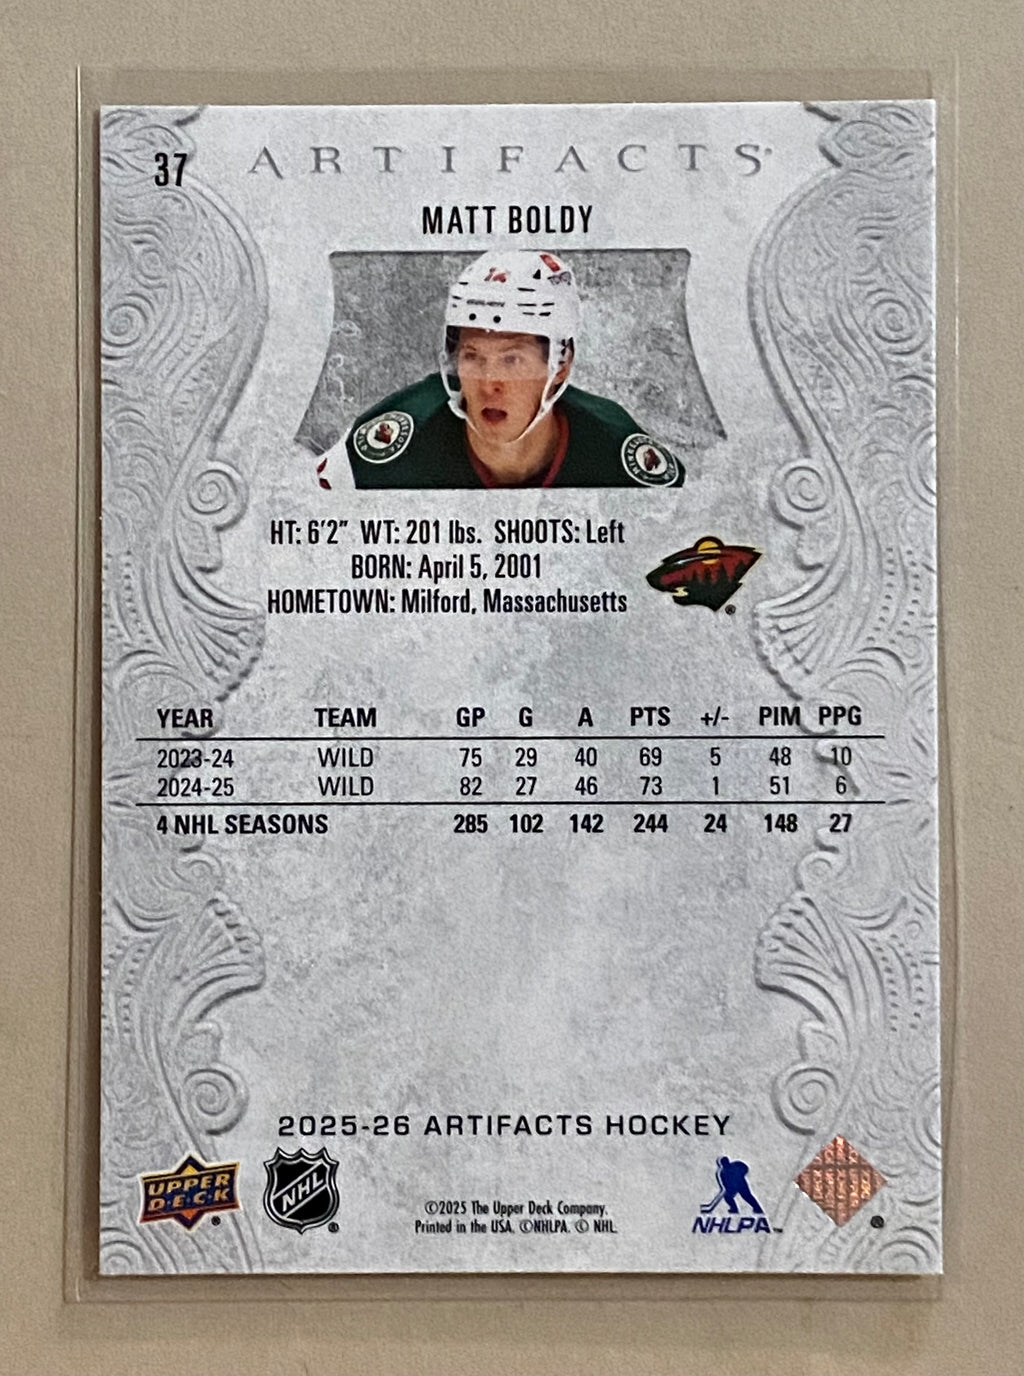 37
ARTIFACTS
MATT BOLDY
HT: 6'2" WT: 201 lbs. SHOOTS: Left
BORN: April 5, 2001
HOMETOWN: Milford, Massachusetts
®
YEAR TEAM GP G A PTS +/- PIM PPG
2023-24 WILD 75 29 40 69 5 48 10
2024-25 WILD 82 27 46 73 1 51 6
4 NHL SEASONS 285 102 142 244 24 148 27
2025-26 ARTIFACTS HOCKEY
UPPER
D·E·C·K
®
NHL
®
©2025 The Upper Deck Company.
Printed in the USA. ©NHLPA. © NHL.
NHLPA™
®